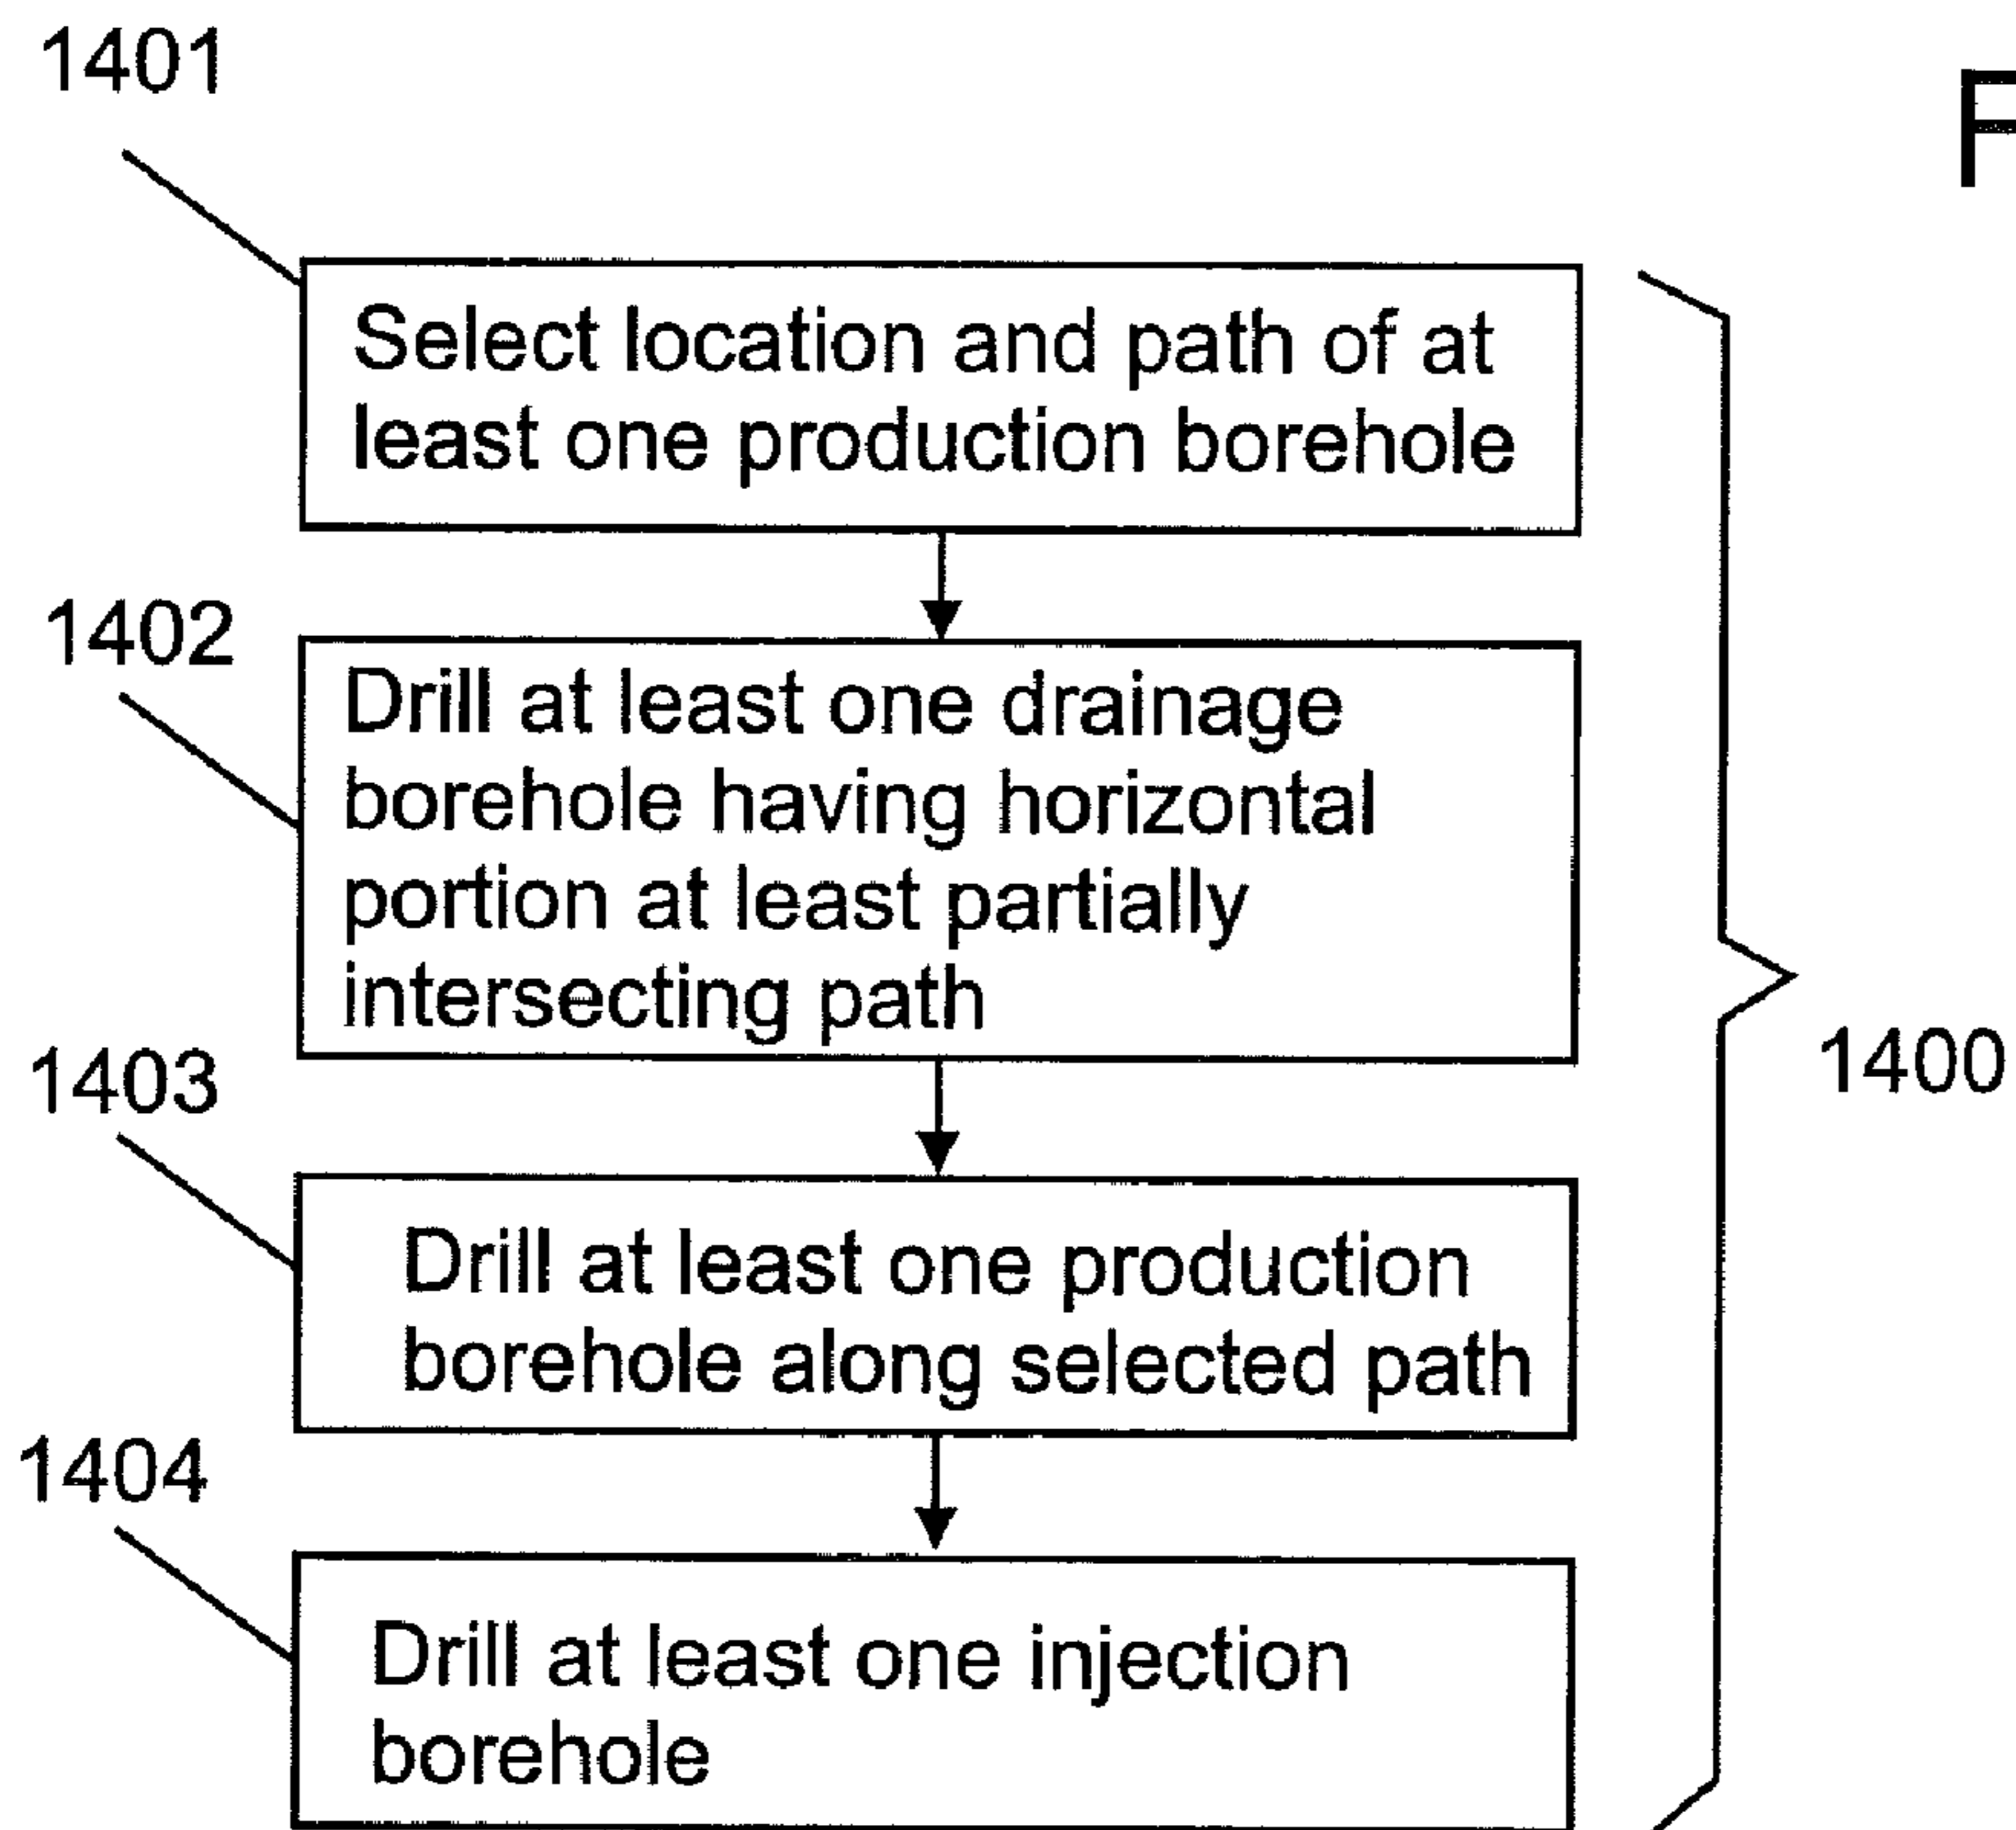 1401
F
Select location and path of at
least one production borehole
1402
Drill at least one drainage
borehole having horizontal
portion at least partially
intersecting path
1403
1400
Drill at least one production
borehole along selected path
1404
Drill at least one injection
borehole